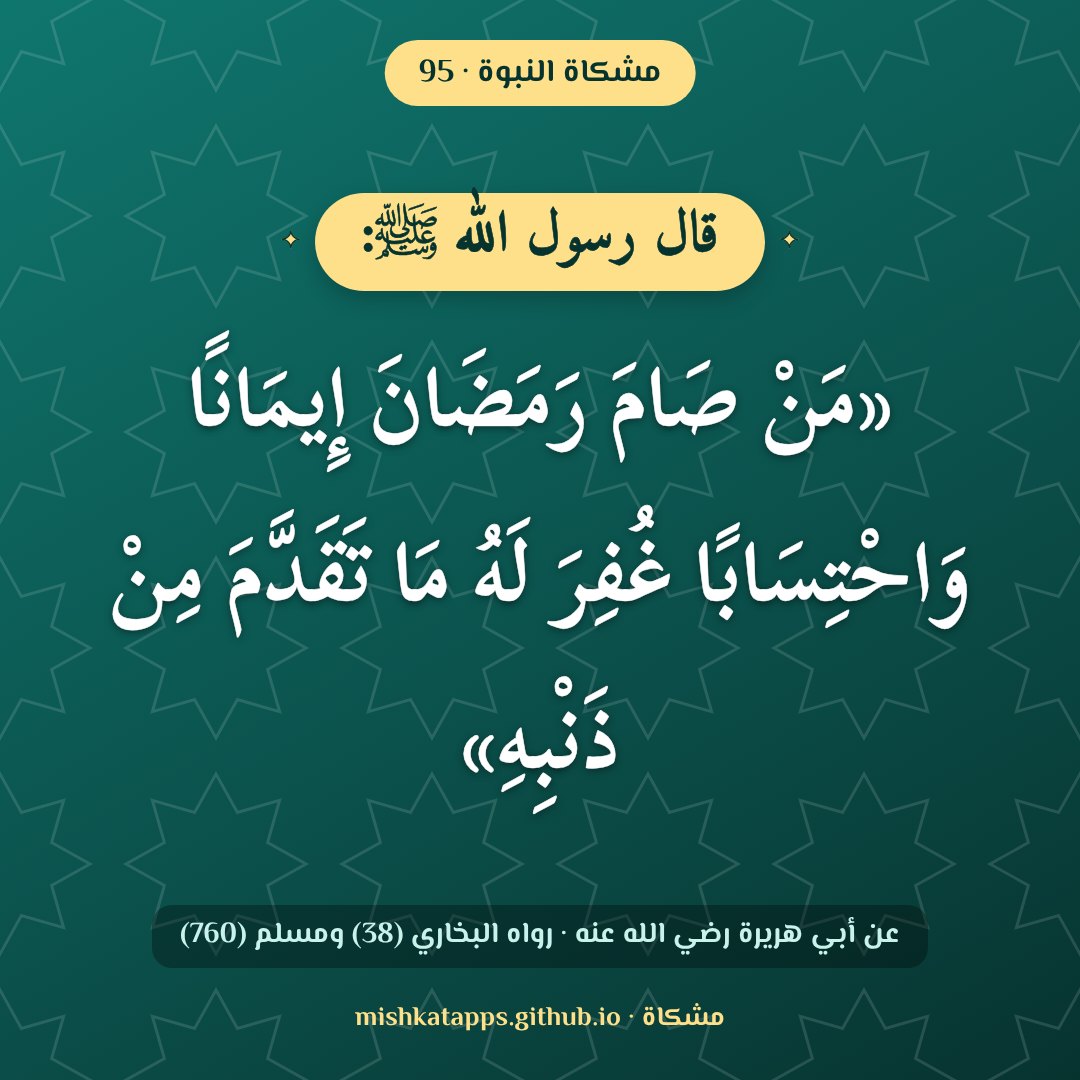 مشكاة النبوة · 95
قال رسول الله ﷺ:
«مَنْ صَامَ رَمَضَانَ إِيمَانًا
وَاحْتِسَابًا غُفِرَ لَهُ مَا تَقَدَّمَ مِنْ
ذَنْبِهِ»
عن أبي هريرة رضي الله عنه · رواه البخاري (38) ومسلم (760)
مشكاة · mishkatapps.github.io